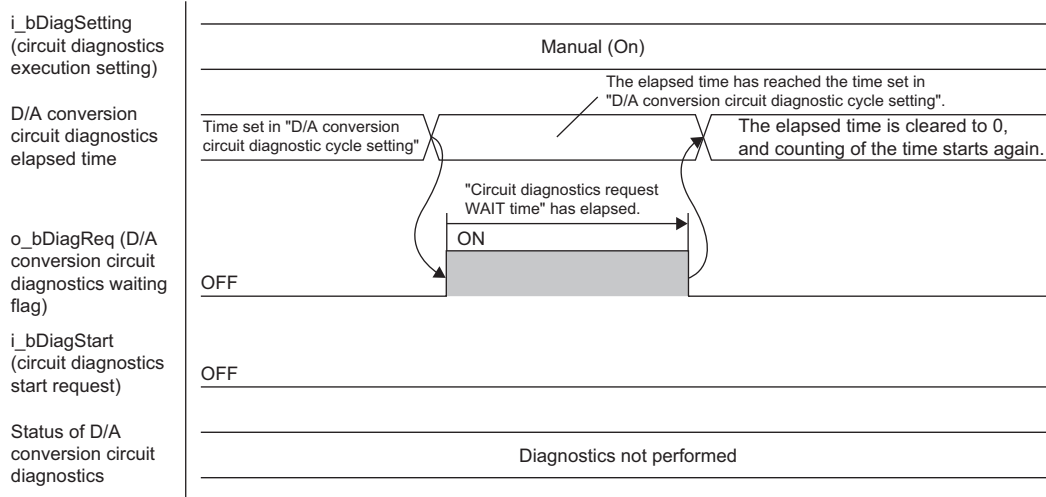 i_bDiagSetting
(circuit diagnostics
execution setting)
Manual (On)
D/A conversion
circuit diagnostics
elapsed time
Time set in "D/A conversion
circuit diagnostic cycle setting"
The elapsed time has reached the time set in
"D/A conversion circuit diagnostic cycle setting".
The elapsed time is cleared to 0,
and counting of the time starts again.
"Circuit diagnostics request
WAIT time" has elapsed.
o_bDiagReq (D/A
conversion circuit
diagnostics waiting
flag)
OFF
ON
i_bDiagStart
(circuit diagnostics
start request)
OFF
Status of D/A
conversion circuit
diagnostics
Diagnostics not performed